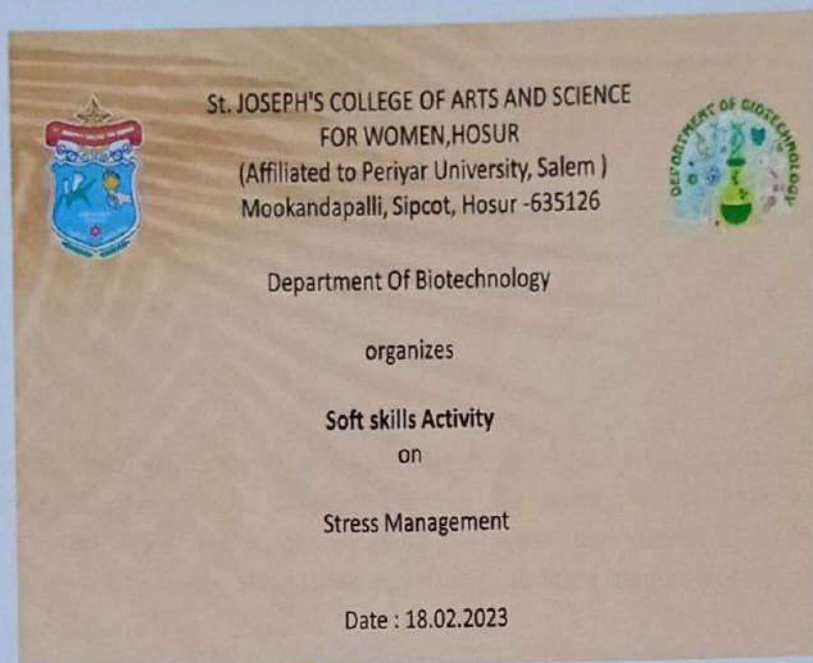 St. JOSEPH'S COLLEGE OF ARTS AND SCIENCE
FOR WOMEN,HOSUR
(Affiliated to Periyar University, Salem )
Mookandapalli, Sipcot, Hosur -635126
DEPARTMENT OF BIOTECHNOLOGY
Department Of Biotechnology
organizes
Soft skills Activity
on
Stress Management
Date : 18.02.2023